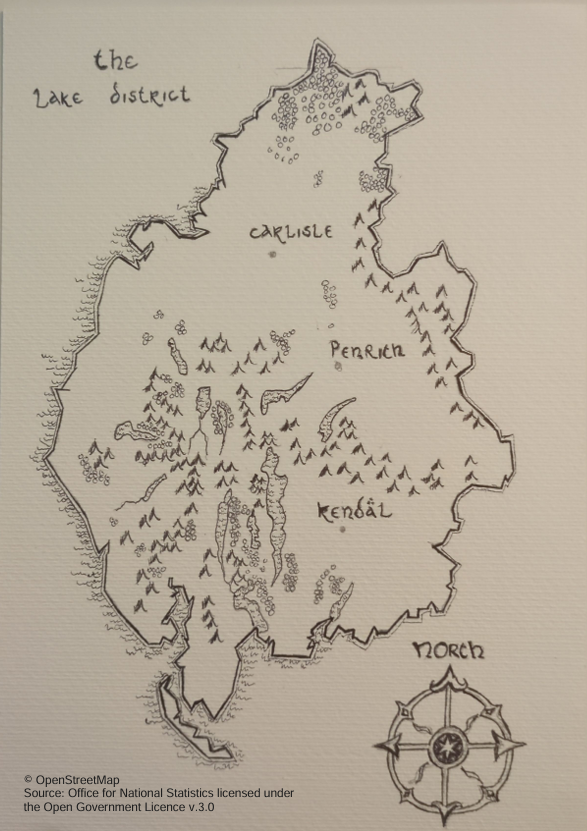 the
Lake district
CARLISLE
PENRITH
KENDÂL
NORTH
© OpenStreetMap
Source: Office for National Statistics licensed under
the Open Government Licence v.3.0